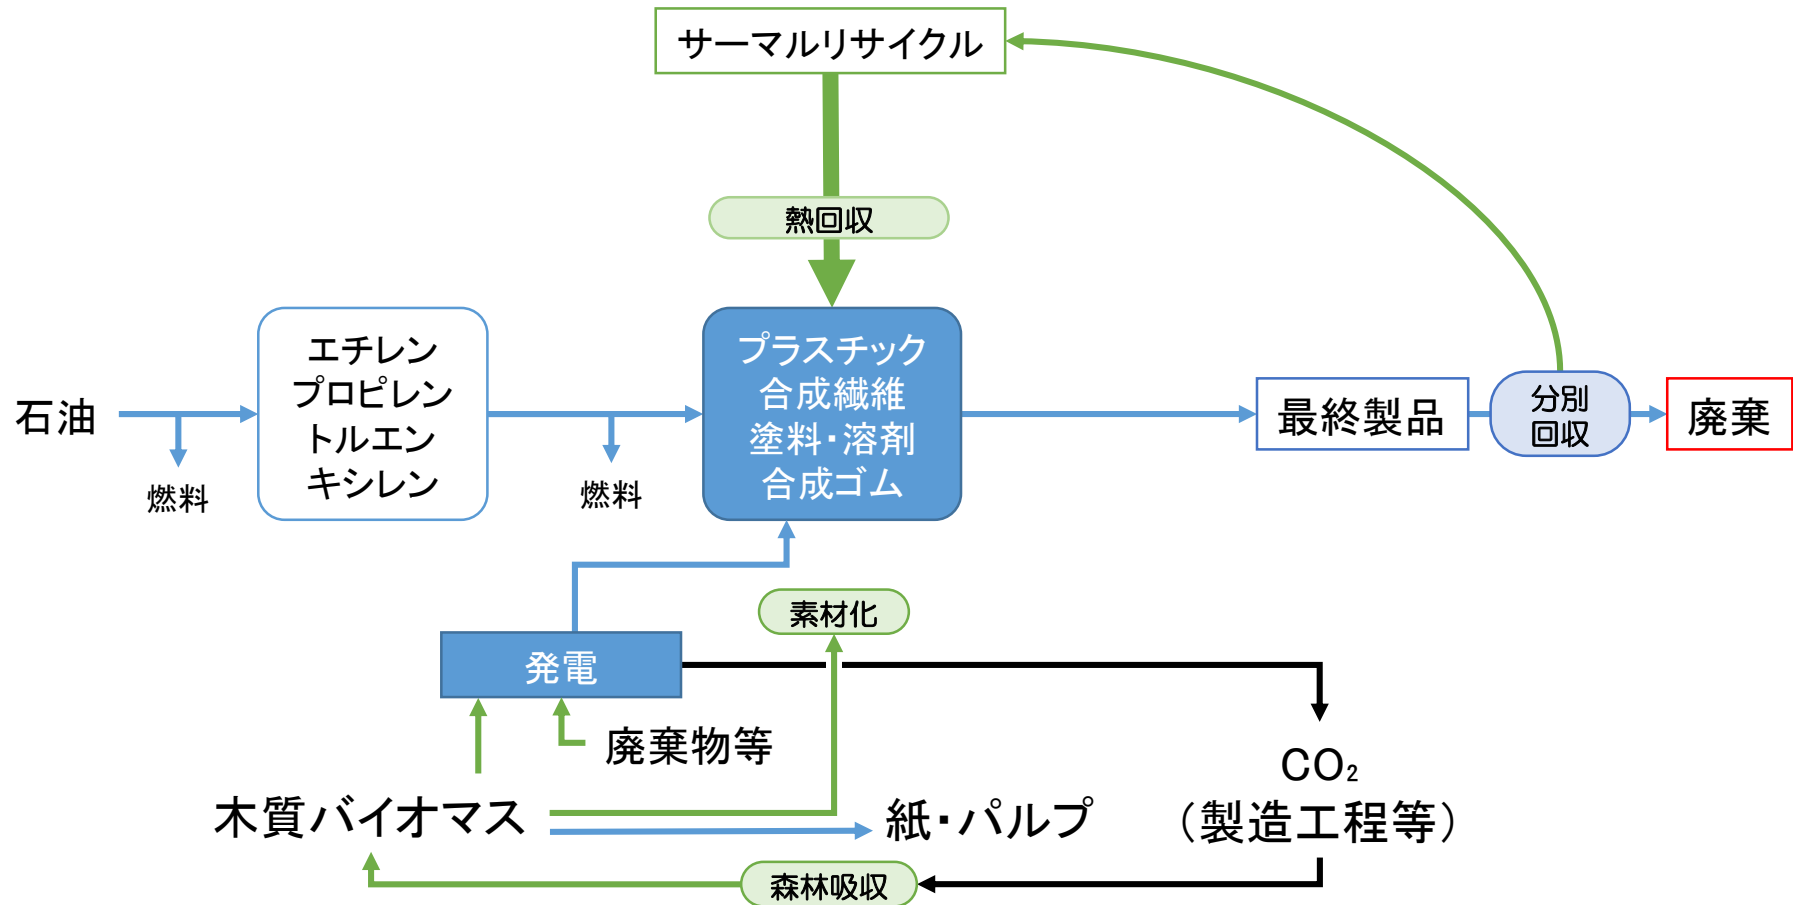 サーマルリサイクル
熱回収
石油
燃料
エチレン
プロピレン
トルエン
キシレン
燃料
プラスチック
合成繊維
塗料・溶剤
合成ゴム
最終製品
分別
回収
廃棄
素材化
発電
廃棄物等
木質バイオマス
紙・パルプ
CO₂
（製造工程等）
森林吸収